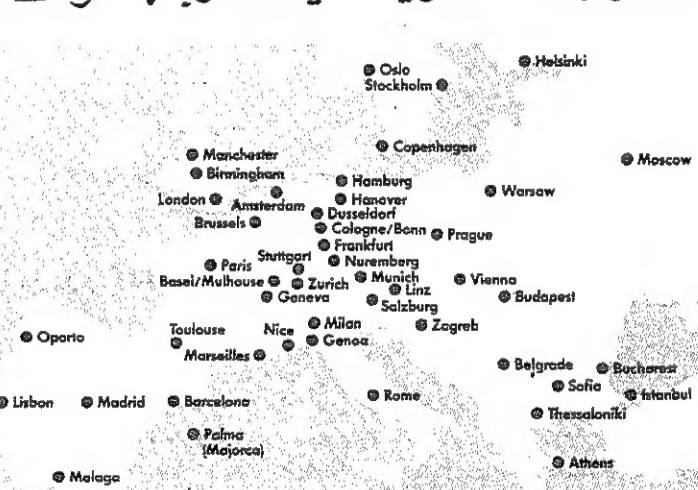 Helsinki
Oslo
Stockholm
Copenhagen
Manchester
Moscow
Birmingham
Hamburg
Warsaw
London
Amsterdam
Hanover
Dusseldorf
Brussels
Cologne/Bonn
Prague
Frankfurt
Stuttgart
Nuremberg
Paris
Munich
Vienna
Basel/Mulhouse
Zurich
Linz
Geneva
Salzburg
Budapest
Milan
Zagreb
Toulouse
Nice
Oporto
Genoa
Marseilles
Belgrade
Bucharest
Sofia
Rome
Istanbul
Lisbon
Madrid
Barcelona
Thessaloniki
Palma
(Majorca)
Athens
Malaga